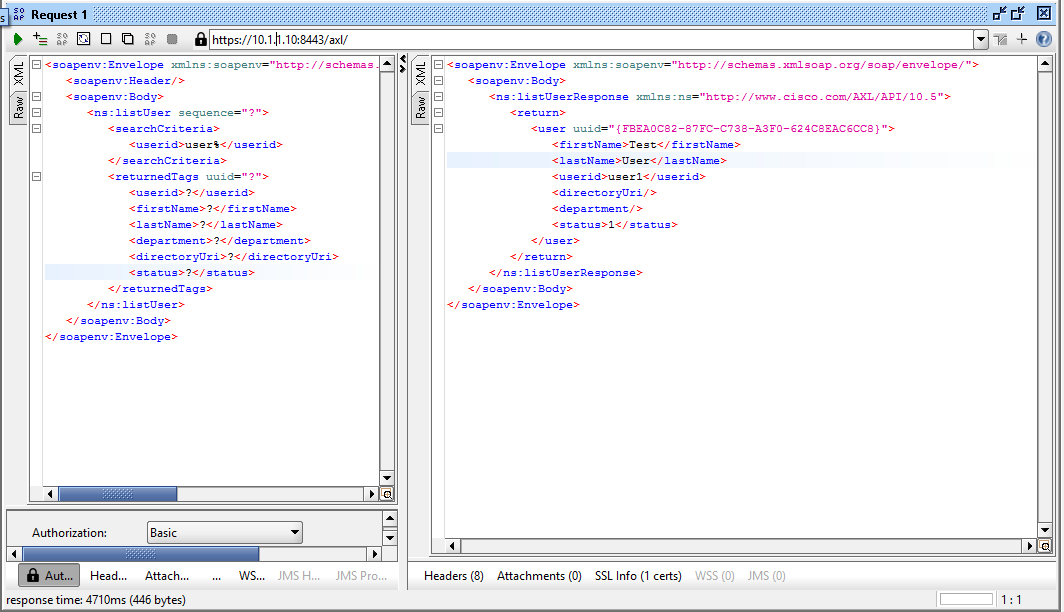 s
SO
AP
Request 1
SO
AP
SO
AP
https://10.1.1.10:8443/axl/
XML
Raw
<soapenv:Envelope xmlns:soapenv="http://schemas.
<soapenv:Header/>
<soapenv:Body>
<ns:listUser sequence="?">
<searchCriteria>
<userid>user%</userid>
</searchCriteria>
<returnedTags uuid="?">
<userid>?</userid>
<firstName>?</firstName>
<lastName>?</lastName>
<department>?</department>
<directoryUri>?</directoryUri>
<status>?</status>
</returnedTags>
</ns:listUser>
</soapenv:Body>
</soapenv:Envelope>
Authorization:
Basic
Aut...
Head...
Attach...
...
WS...
JMS H...
JMS Pro...
XML
Raw
<soapenv:Envelope xmlns:soapenv="http://schemas.xmlsoap.org/soap/envelope/">
<soapenv:Body>
<ns:listUserResponse xmlns:ns="http://www.cisco.com/AXL/API/10.5">
<return>
<user uuid="{FBEA0C82-87FC-C738-A3F0-624C8EAC6CC8}">
<firstName>Test</firstName>
<lastName>User</lastName>
<userid>user1</userid>
<directoryUri/>
<department/>
<status>1</status>
</user>
</return>
</ns:listUserResponse>
</soapenv:Body>
</soapenv:Envelope>
Headers (8)
Attachments (0)
SSL Info (1 certs)
WSS (0)
JMS (0)
response time: 4710ms (446 bytes)
1 : 1